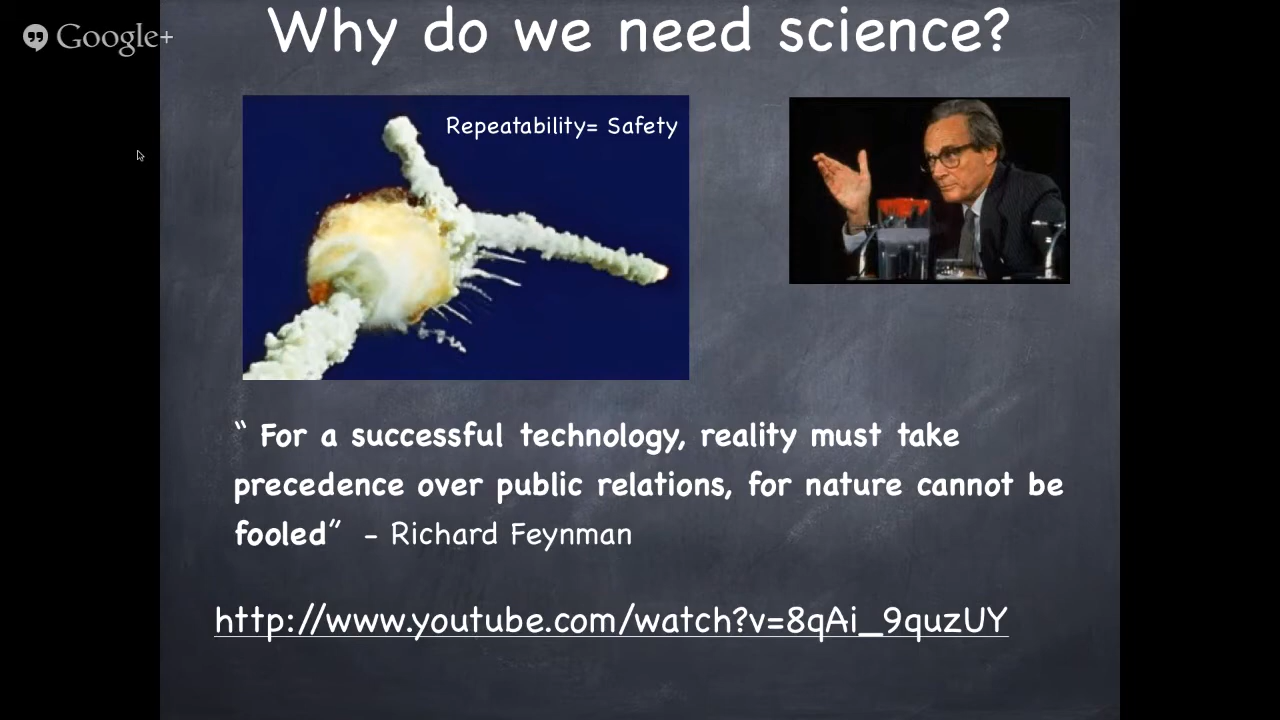 Google+
Why do we need science?
Repeatability= Safety
“ For a successful technology, reality must take
precedence over public relations, for nature cannot be
fooled” - Richard Feynman
http://www.youtube.com/watch?v=8qAi_9quzUY